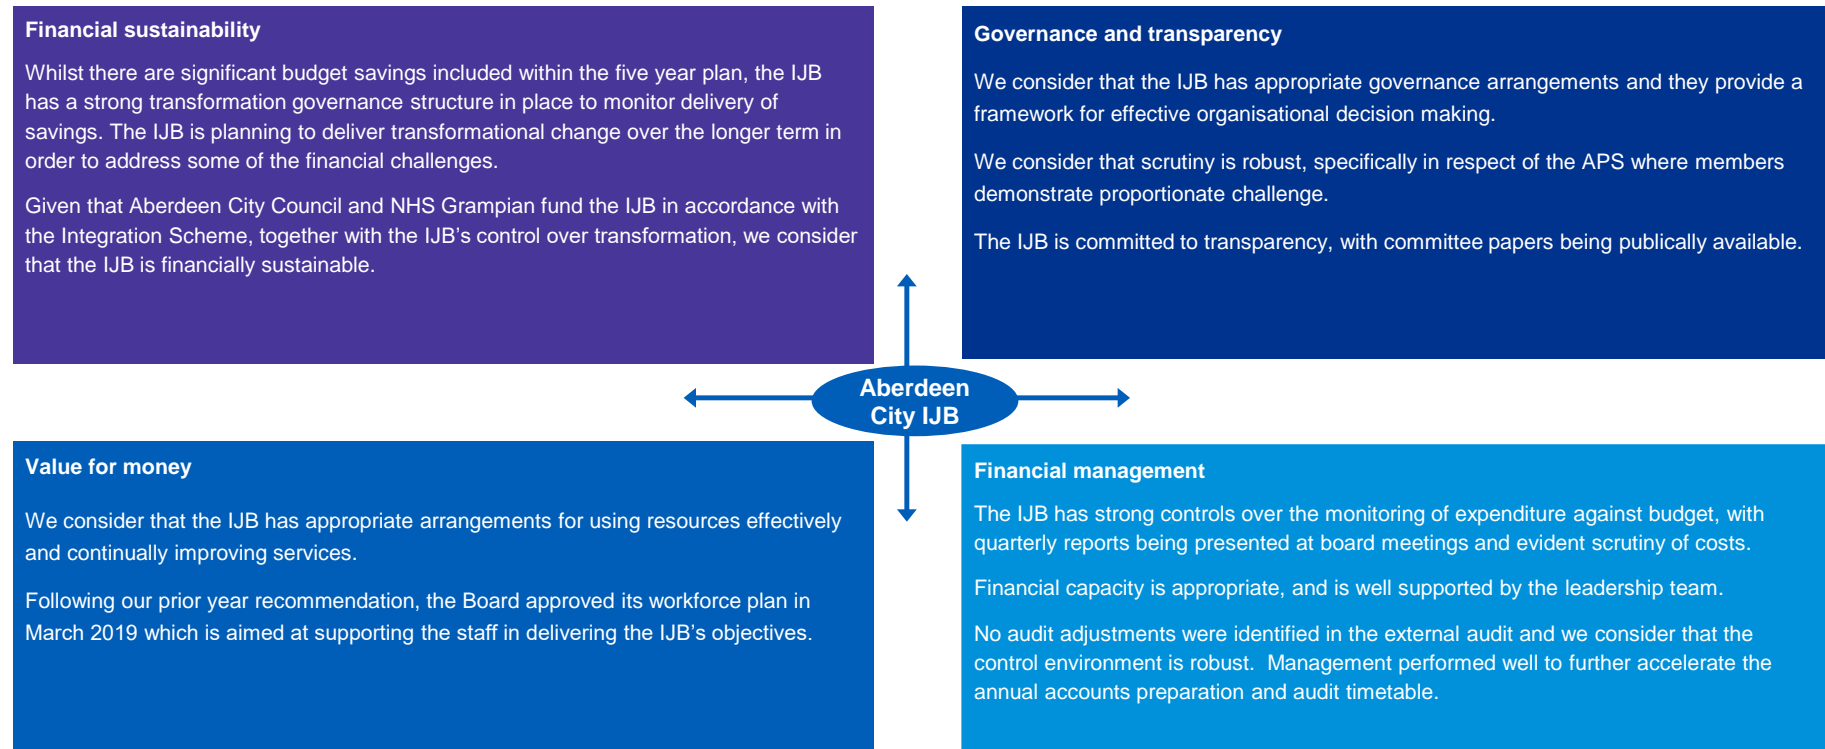 Financial sustainability
Whilst there are significant budget savings included within the five year plan, the IJB
has a strong transformation governance structure in place to monitor delivery of
savings. The IJB is planning to deliver transformational change over the longer term in
order to address some of the financial challenges.
Given that Aberdeen City Council and NHS Grampian fund the IJB in accordance with
the Integration Scheme, together with the IJB’s control over transformation, we consider
that the IJB is financially sustainable.
Governance and transparency
We consider that the IJB has appropriate governance arrangements and they provide a
framework for effective organisational decision making.
We consider that scrutiny is robust, specifically in respect of the APS where members
demonstrate proportionate challenge.
The IJB is committed to transparency, with committee papers being publically available.
Aberdeen
City IJB
Value for money
We consider that the IJB has appropriate arrangements for using resources effectively
and continually improving services.
Following our prior year recommendation, the Board approved its workforce plan in
March 2019 which is aimed at supporting the staff in delivering the IJB’s objectives.
Financial management
The IJB has strong controls over the monitoring of expenditure against budget, with
quarterly reports being presented at board meetings and evident scrutiny of costs.
Financial capacity is appropriate, and is well supported by the leadership team.
No audit adjustments were identified in the external audit and we consider that the
control environment is robust.  Management performed well to further accelerate the
annual accounts preparation and audit timetable.